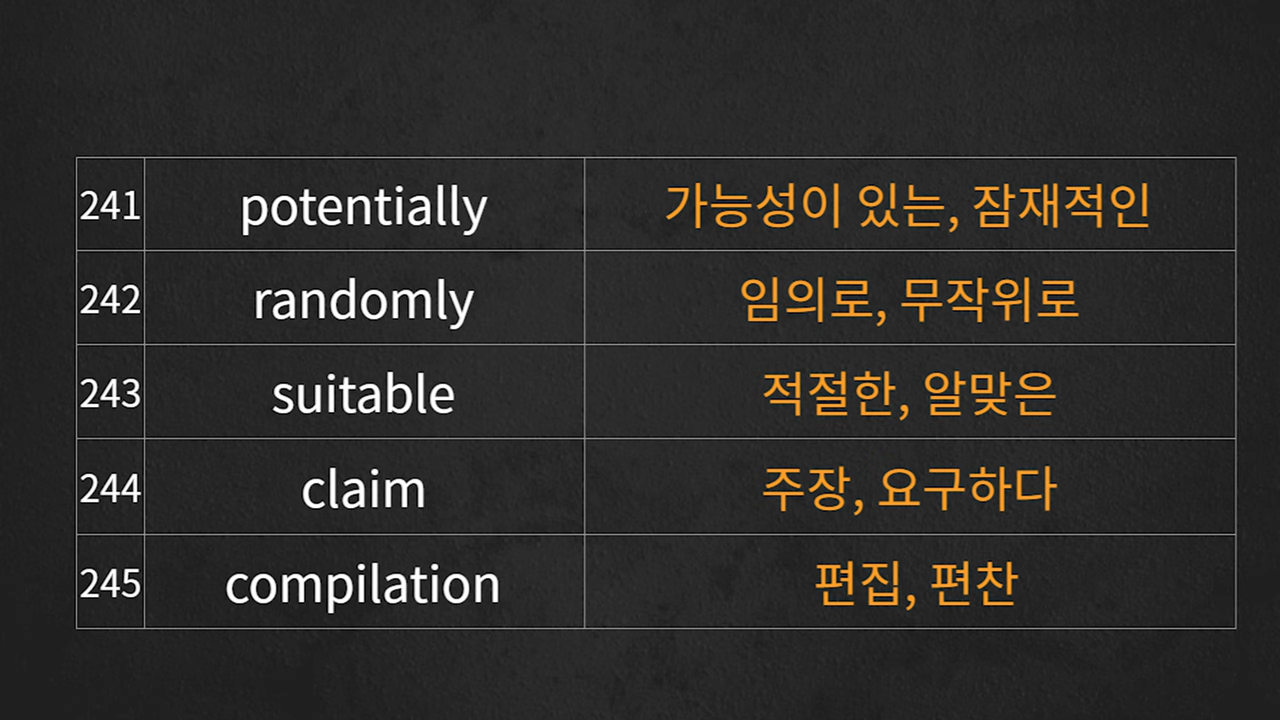 241 potentially 가능성이 있는, 잠재적인
242 randomly 임의로, 무작위로
243 suitable 적절한, 알맞은
244 claim 주장, 요구하다
245 compilation 편집, 편찬